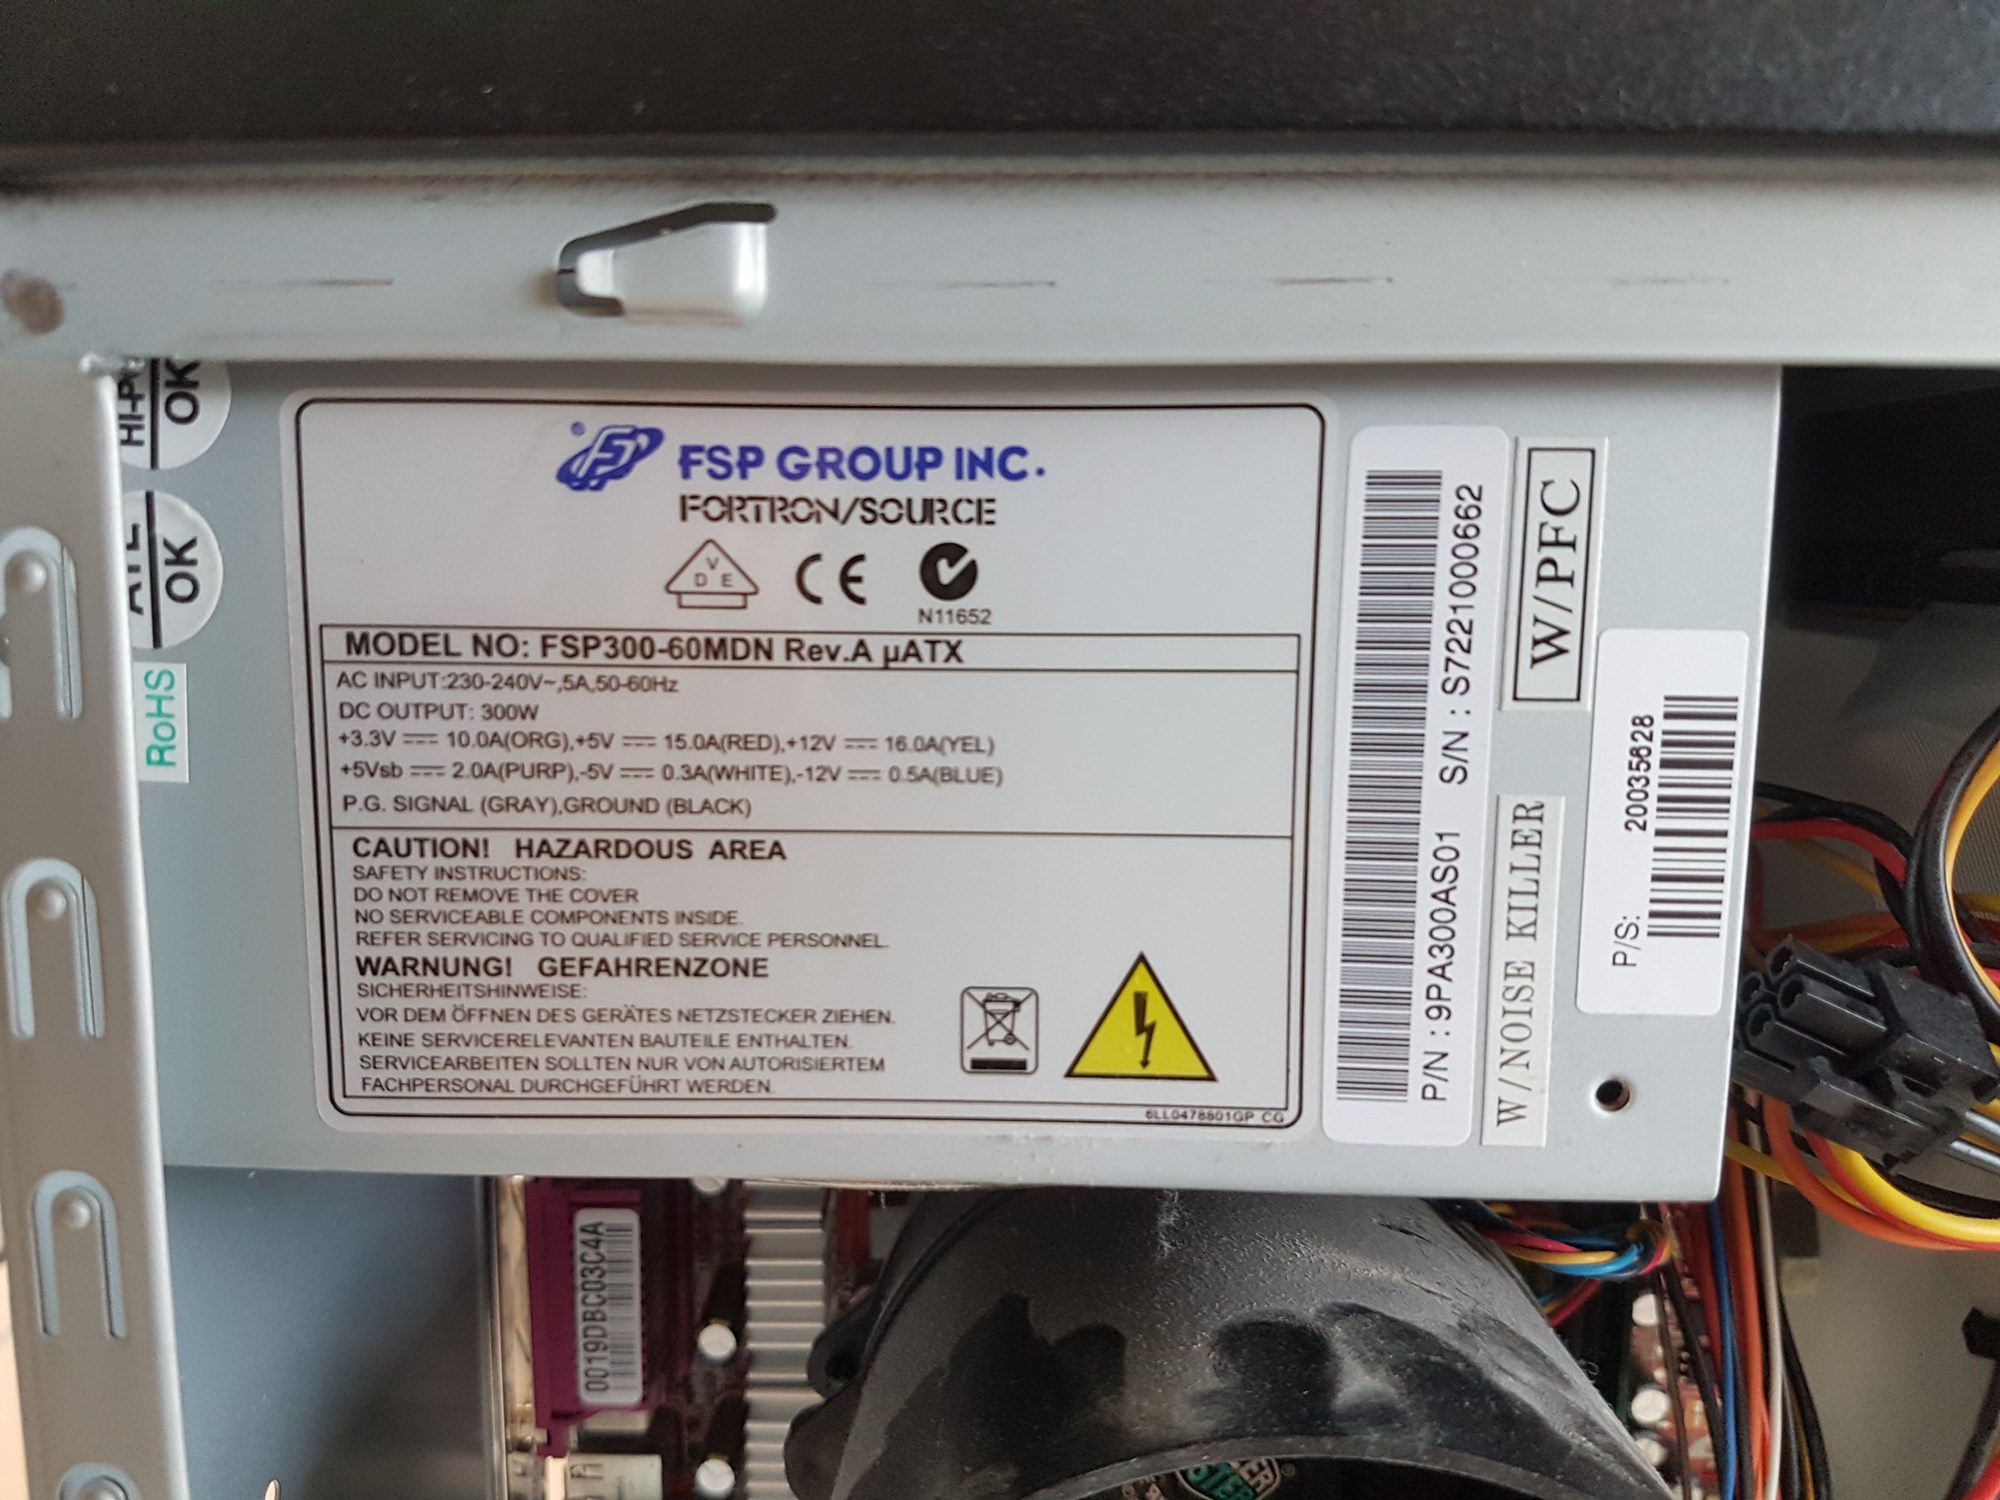 HI-P
OK
OK
RoHS
FSP GROUP INC.
FORTRON/SOURCE
V
D E
CE
N11652
MODEL NO: FSP300-60MDN Rev.A µATX
AC INPUT:230-240V~,5A,50-60Hz
DC OUTPUT: 300W
+3.3V ⎓ 10.0A(ORG),+5V ⎓ 15.0A(RED),+12V ⎓ 16.0A(YEL)
+5Vsb ⎓ 2.0A(PURP),-5V ⎓ 0.3A(WHITE),-12V ⎓ 0.5A(BLUE)
P.G. SIGNAL (GRAY),GROUND (BLACK)
CAUTION! HAZARDOUS AREA
SAFETY INSTRUCTIONS:
DO NOT REMOVE THE COVER
NO SERVICEABLE COMPONENTS INSIDE.
REFER SERVICING TO QUALIFIED SERVICE PERSONNEL.
WARNUNG! GEFAHRENZONE
SICHERHEITSHINWEISE:
VOR DEM ÖFFNEN DES GERÄTES NETZSTECKER ZIEHEN.
KEINE SERVICERELEVANTEN BAUTEILE ENTHALTEN.
SERVICEARBEITEN SOLLTEN NUR VON AUTORISIERTEM
FACHPERSONAL DURCHGEFÜHRT WERDEN.
6LL0478801GP CG
P/N : 9PA300AS01 S/N : S7221000662
W/PFC
W/NOISE KILLER
P/S: 20035628
0019DBC03C4A